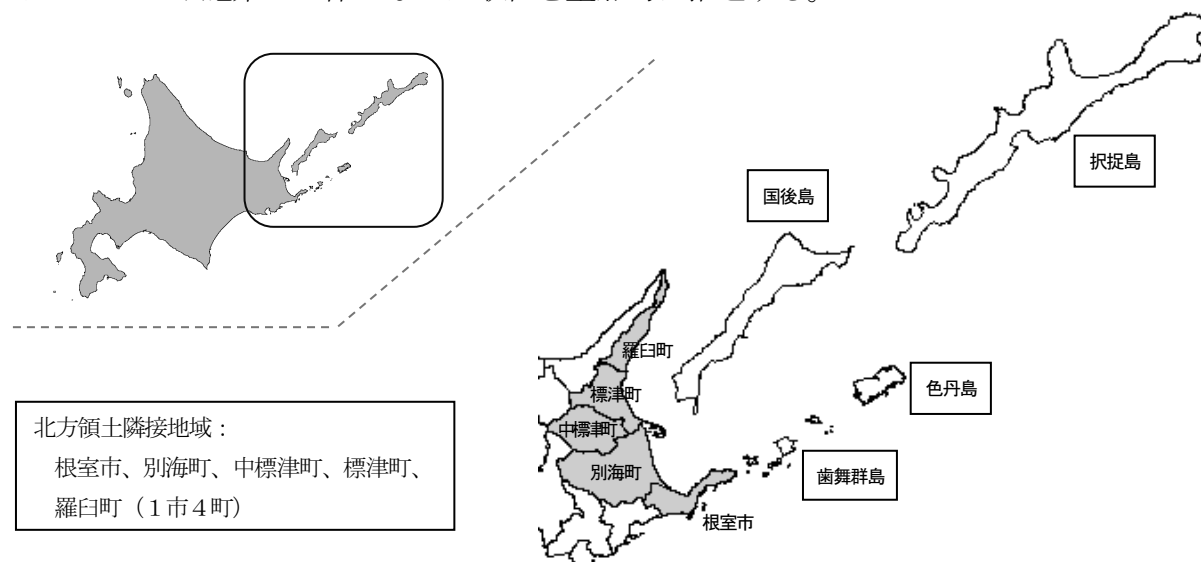 択捉島
国後島
羅臼町
標津町
色丹島
中標津町
別海町
歯舞群島
根室市
北方領土隣接地域：
根室市、別海町、中標津町、標津町、
羅臼町（１市４町）